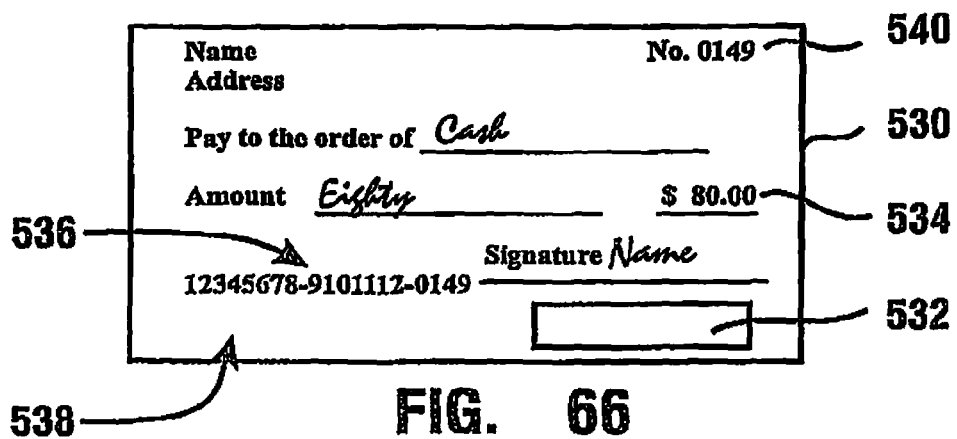 Name
No. 0149
540
Address
530
Pay to the order of Cash
Amount Eighty $ 80.00
534
536
Signature Name
12345678-9101112-0149
532
538
FIG. 66